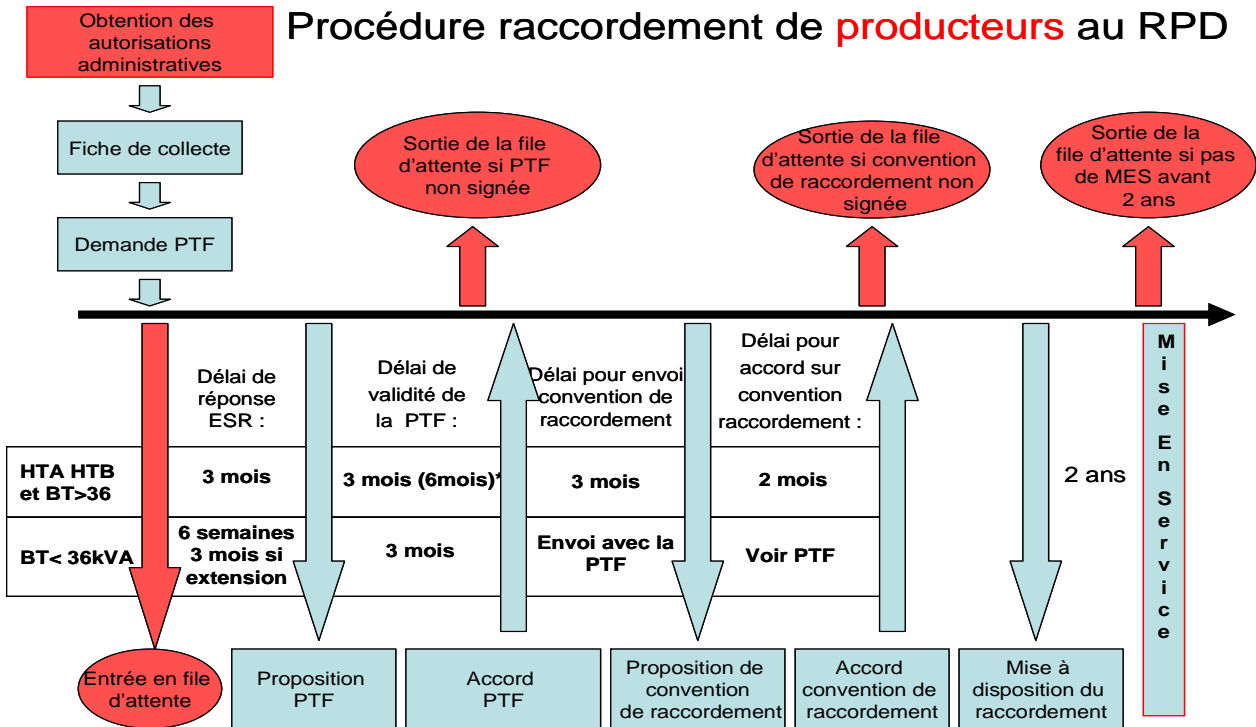 Procédure raccordement de producteurs au RPD
Obtention des
autorisations
administratives
Fiche de collecte
Demande PTF
Sortie de la file
d'attente si PTF
non signée
Sortie de la file
d'attente si convention
de raccordement non
signée
Sortie de la
file d'attente si pas
de MES avant
2 ans
Délai de
réponse
ESR :
Délai de
validité de
la PTF :
Délai pour envoi
convention de
raccordement
Délai pour
accord sur
convention
raccordement :
HTA HTB
et BT>36
3 mois
3 mois (6mois)*
3 mois
2 mois
2 ans
BT< 36kVA
6 semaines
3 mois si
extension
3 mois
Envoi avec la
PTF
Voir PTF
Mise En Service
Entrée en file
d'attente
Proposition
PTF
Accord
PTF
Proposition de
convention
de raccordement
Accord
convention de
raccordement
Mise à
disposition du
raccordement